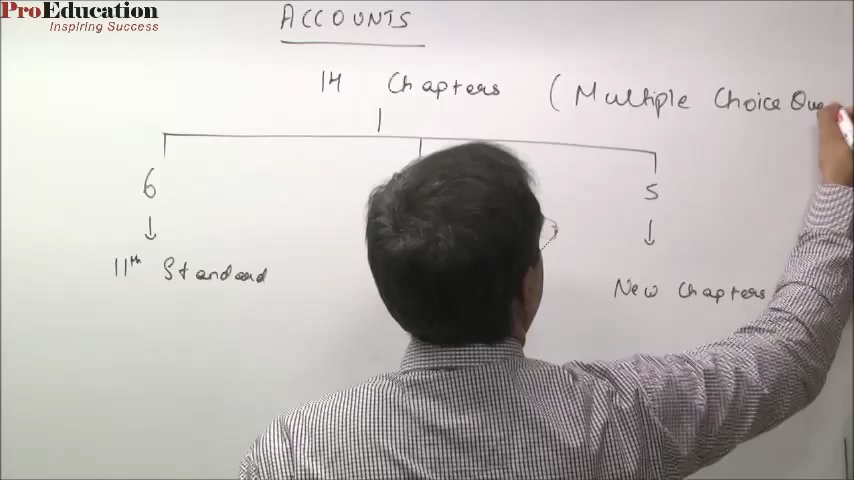 ProEducation
Inspiring Success
ACCOUNTS
14 Chapters (Multiple Choice Que
6
5
11th Standard
New Chapters